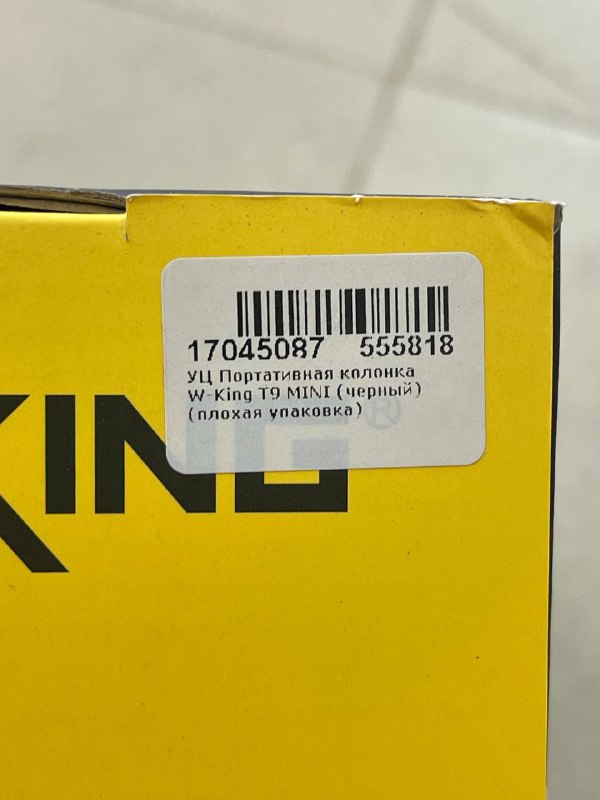 17045087 555818
УЦ Портативная колонка
W-King T9 MINI (черный)
(плохая упаковка)
KING®